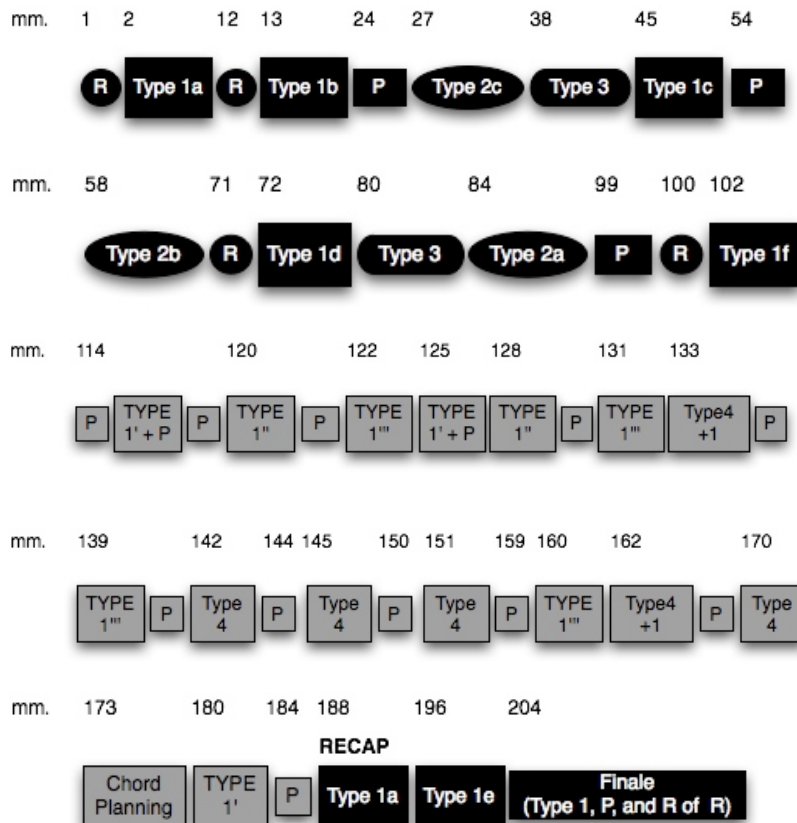 mm. 1 2 12 13 24 27 38 45 54
R Type 1a R Type 1b P Type 2c Type 3 Type 1c P
mm. 58 71 72 80 84 99 100 102
Type 2b R Type 1d Type 3 Type 2a P R Type 1f
mm. 114 120 122 125 128 131 133
P TYPE 1' + P P TYPE 1" P TYPE 1"' TYPE 1' + P TYPE 1" P TYPE 1"' Type4 +1 P
mm. 139 142 144 145 150 151 159 160 162 170
TYPE 1"' P Type 4 P Type 4 P Type 4 P TYPE 1"' Type4 +1 P Type 4
mm. 173 180 184 188 196 204
RECAP
Chord Planning TYPE 1' P Type 1a Type 1e Finale (Type 1, P, and R of R)